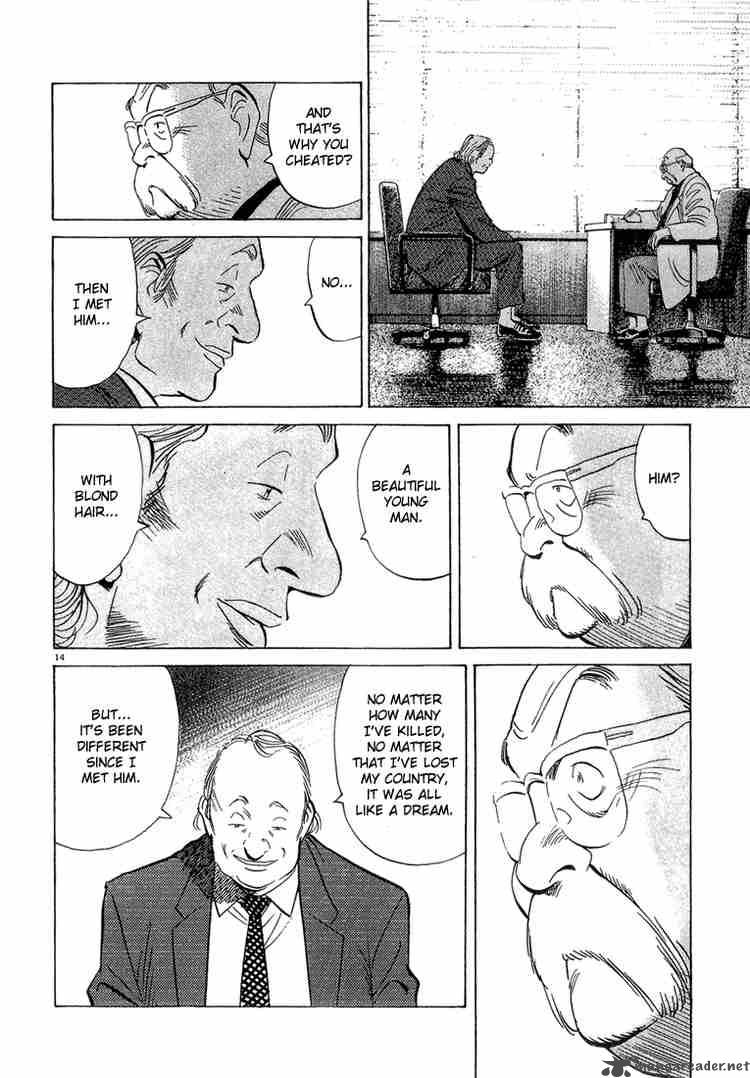 AND
THAT'S
WHY YOU
CHEATED?
NO...
THEN
I MET
HIM...
HIM?
A
BEAUTIFUL
YOUNG
MAN.
WITH
BLOND
HAIR...
14
NO MATTER
HOW MANY
I'VE KILLED,
NO MATTER
THAT I'VE LOST
MY COUNTRY,
IT WAS ALL
LIKE A DREAM.
BUT...
IT'S BEEN
DIFFERENT
SINCE I
MET HIM.
mangareader.net